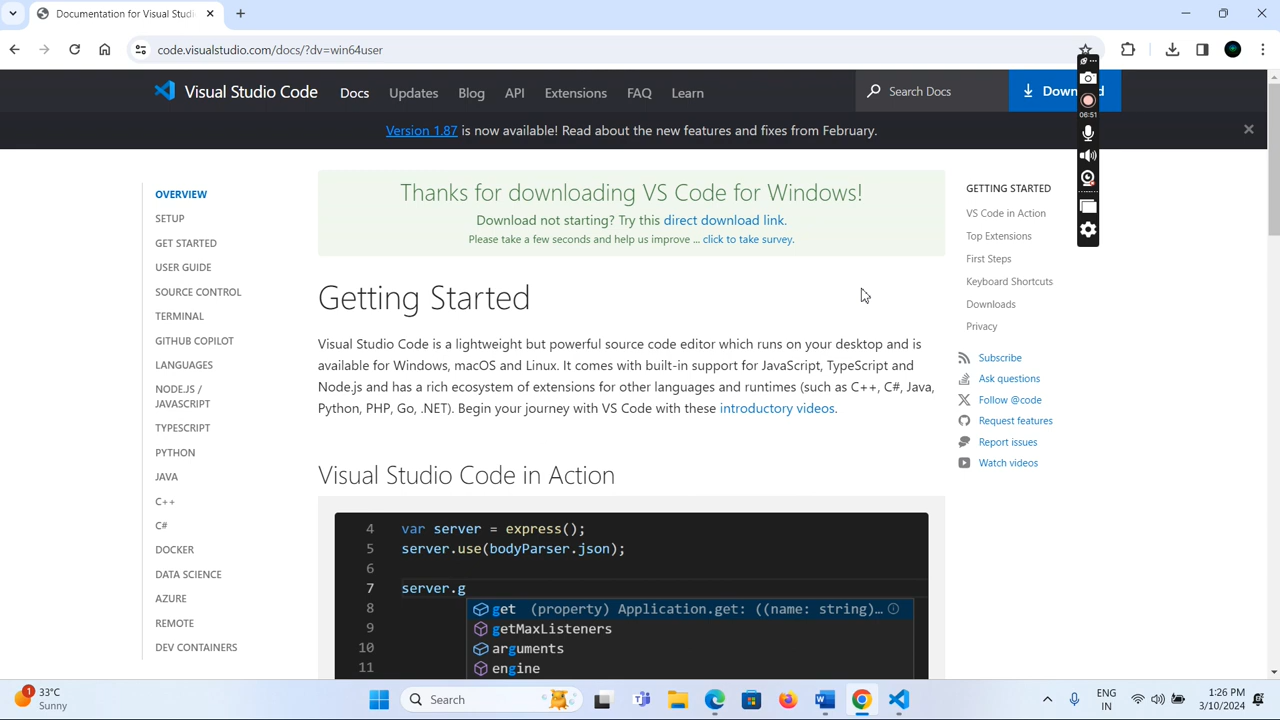 Documentation for Visual Studi
code.visualstudio.com/docs/?dv=win64user
Visual Studio Code Docs Updates Blog API Extensions FAQ Learn Search Docs Down d
06:51
Version 1.87 is now available! Read about the new features and fixes from February.
OVERVIEW
SETUP
GET STARTED
USER GUIDE
SOURCE CONTROL
TERMINAL
GITHUB COPILOT
LANGUAGES
NODE.JS /
JAVASCRIPT
TYPESCRIPT
PYTHON
JAVA
C++
C#
DOCKER
DATA SCIENCE
AZURE
REMOTE
DEV CONTAINERS
Thanks for downloading VS Code for Windows!
Download not starting? Try this direct download link.
Please take a few seconds and help us improve ... click to take survey.
Getting Started
Visual Studio Code is a lightweight but powerful source code editor which runs on your desktop and is
available for Windows, macOS and Linux. It comes with built-in support for JavaScript, TypeScript and
Node.js and has a rich ecosystem of extensions for other languages and runtimes (such as C++, C#, Java,
Python, PHP, Go, .NET). Begin your journey with VS Code with these introductory videos.
Visual Studio Code in Action
4 var server = express();
5 server.use(bodyParser.json);
6
7 server.g
8 get (property) Application.get: ((name: string)…
9 getMaxListeners
10 arguments
11 engine
GETTING STARTED
VS Code in Action
Top Extensions
First Steps
Keyboard Shortcuts
Downloads
Privacy
Subscribe
Ask questions
Follow @code
Request features
Report issues
Watch videos
1
33°C
Sunny
Search
ENG
IN
1:26 PM
3/10/2024